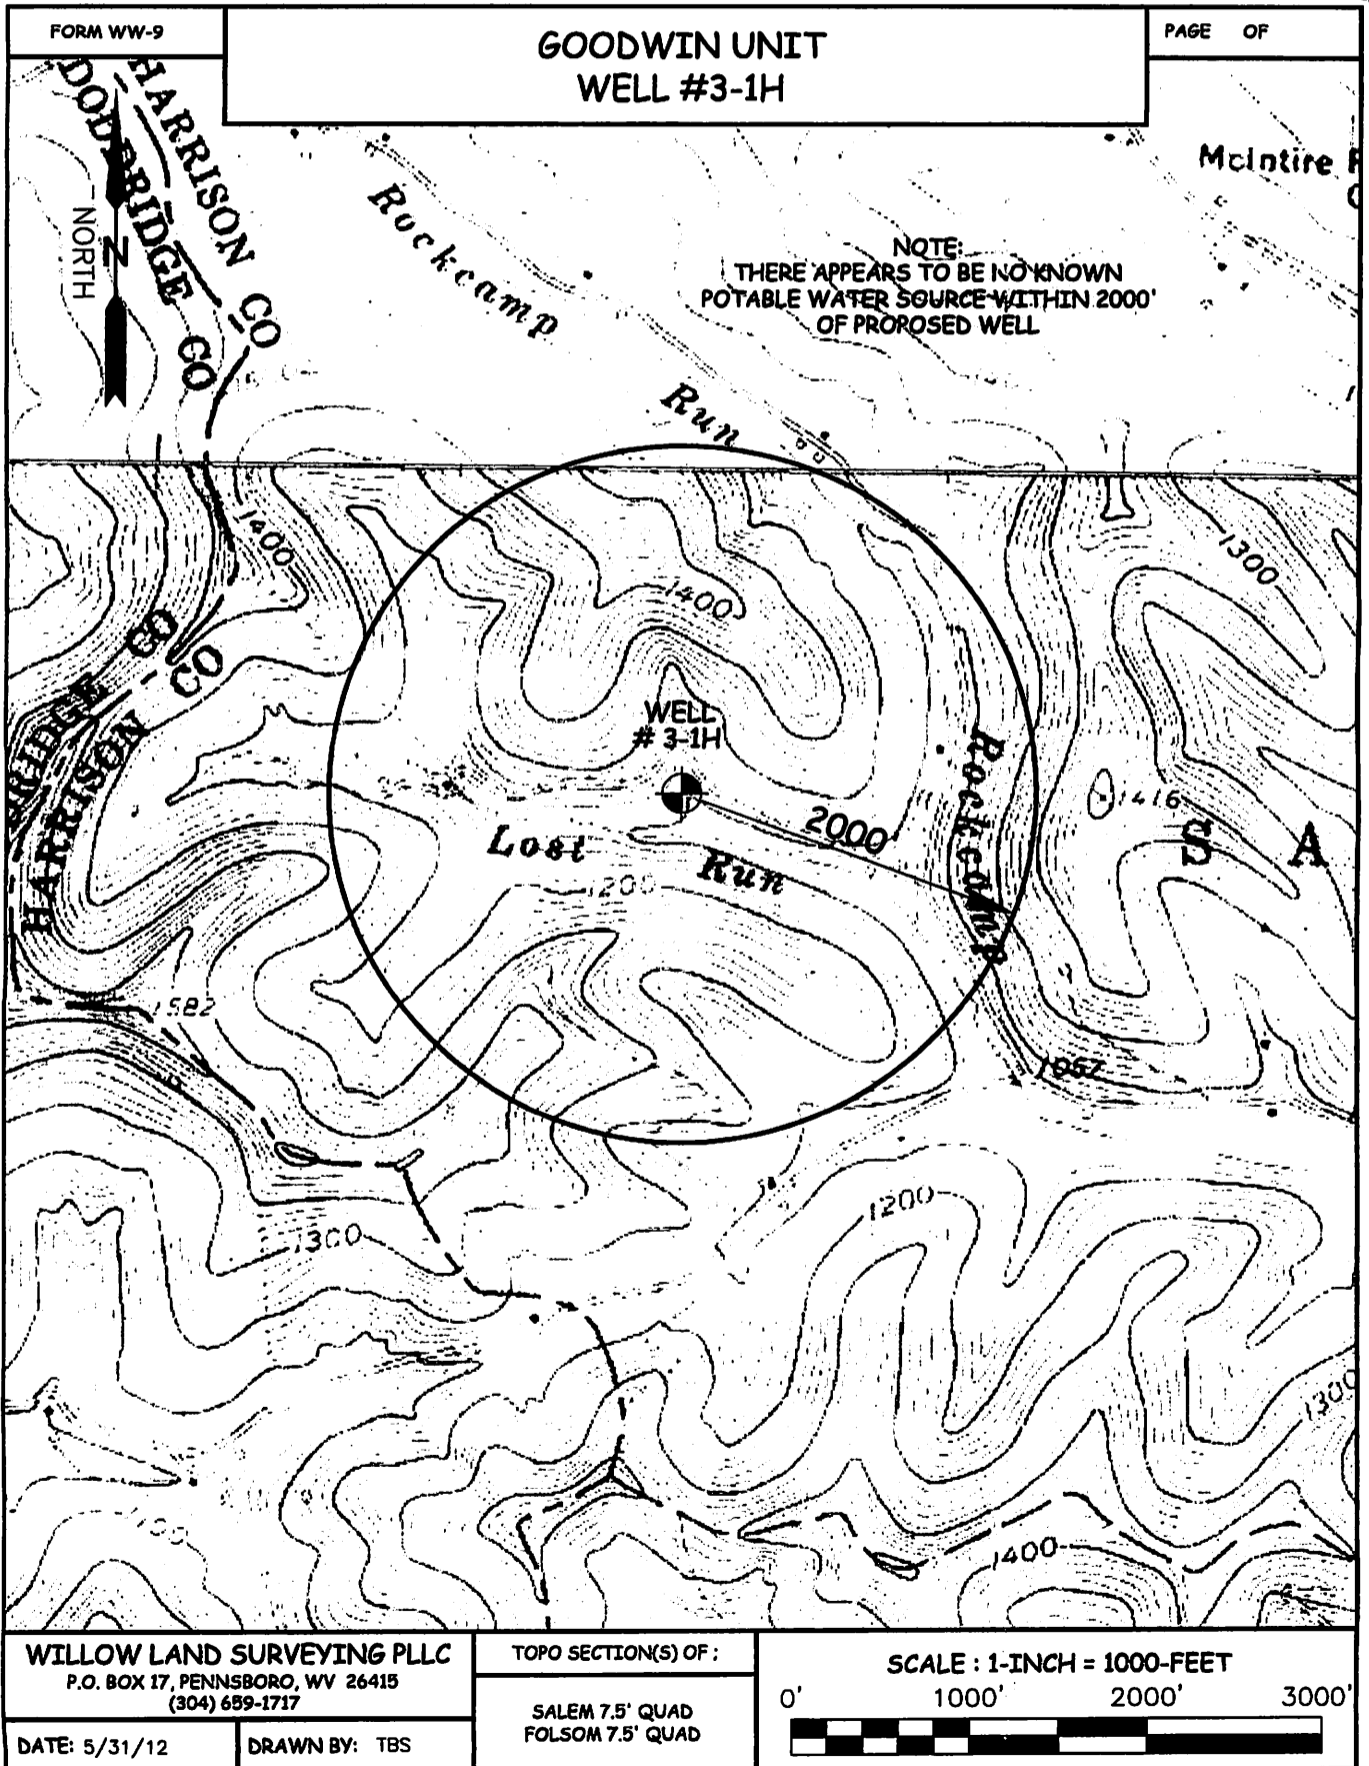 FORM WW-9
GOODWIN UNIT
WELL #3-1H
PAGE OF
HARRISON CO
DODDRIDGE CO
NORTH
N
Rockcamp
Run
McIntire
NOTE:
THERE APPEARS TO BE NO KNOWN
POTABLE WATER SOURCE WITHIN 2000'
OF PROPOSED WELL
1400
1400
1300
CO
CO
RIDGE
HARRISON
WELL
# 3-1H
2000'
Rockcamp
1416
S A
Lost
Run
1200
1582
1067
1200
1300
1300
1400
WILLOW LAND SURVEYING PLLC
P.O. BOX 17, PENNSBORO, WV 26415
(304) 659-1717
DATE: 5/31/12
DRAWN BY: TBS
TOPO SECTION(S) OF :
SALEM 7.5' QUAD
FOLSOM 7.5' QUAD
SCALE : 1-INCH = 1000-FEET
0' 1000' 2000' 3000'